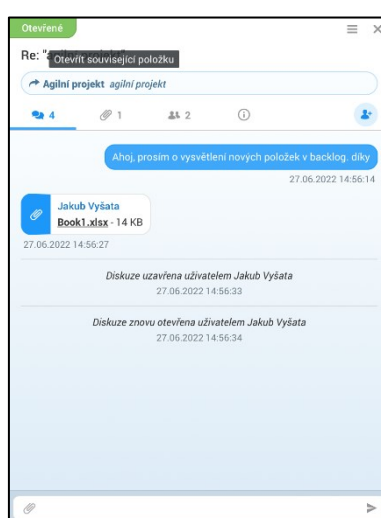 Otevřené
Re: "agilní projekt"
Otevřít související položku
Agilní projekt agilní projekt
4
1
2
Ahoj, prosím o vysvětlení nových položek v backlog. díky
27.06.2022 14:56:14
Jakub Vyšata
Book1.xlsx - 14 KB
27.06.2022 14:56:27
Diskuze uzavřena uživatelem Jakub Vyšata
27.06.2022 14:56:33
Diskuze znovu otevřena uživatelem Jakub Vyšata
27.06.2022 14:56:34